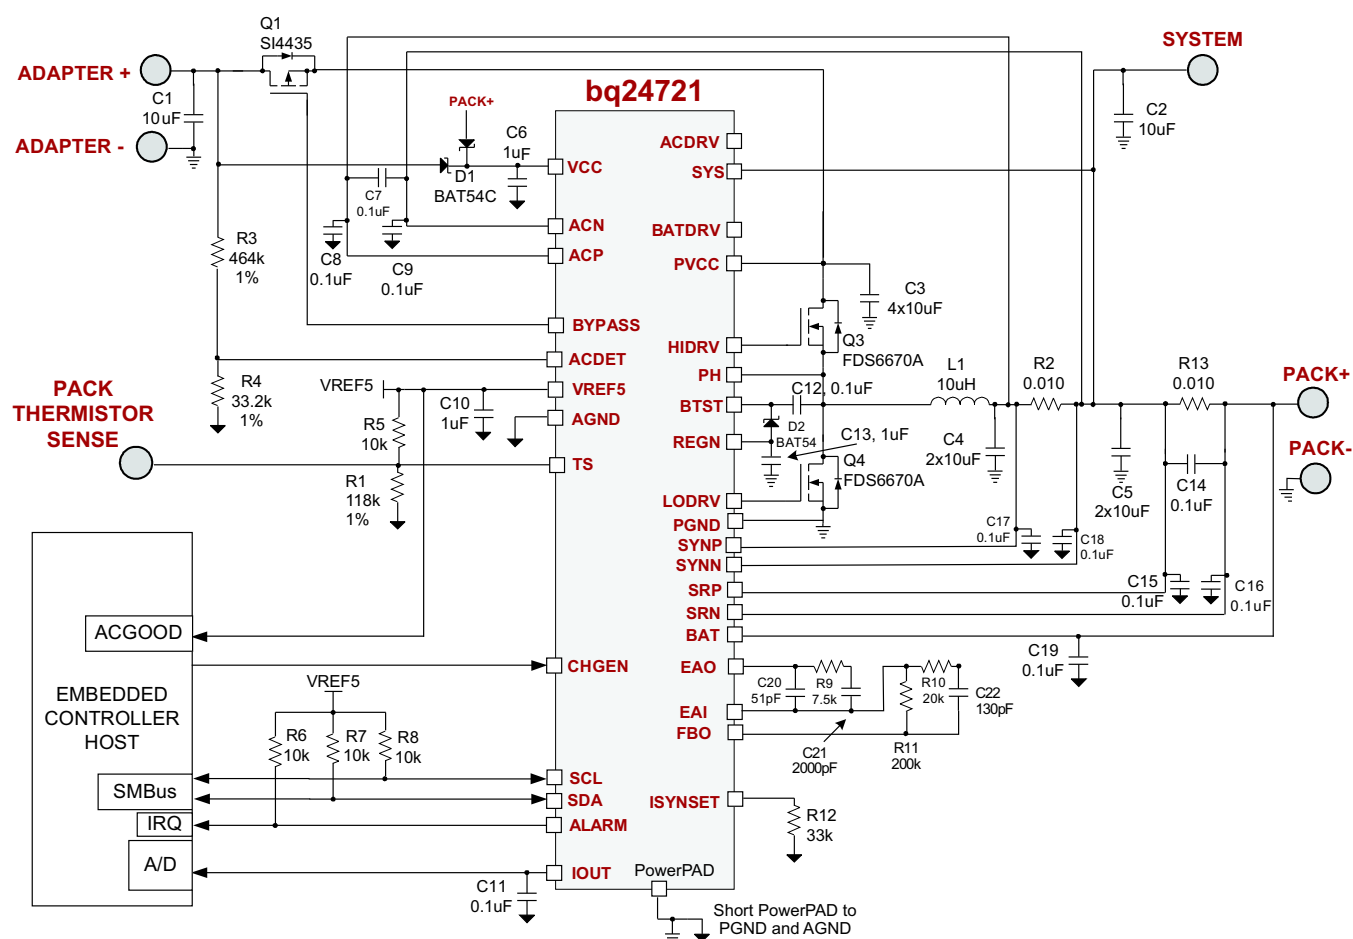 Q1
SI4435
ADAPTER +
C1
10uF
ADAPTER -
bq24721
PACK+
C6
1uF
D1
BAT54C
C7
0.1uF
C8
0.1uF
C9
0.1uF
R3
464k
1%
R4
33.2k
1%
VCC
ACN
ACP
BYPASS
ACDET
VREF5
AGND
TS
CHGEN
SCL
SDA
ALARM
IOUT
ACDRV
SYS
BATDRV
PVCC
HIDRV
PH
BTST
REGN
LODRV
PGND
SYNP
SYNN
SRP
SRN
BAT
EAO
EAI
FBO
ISYNSET
PowerPAD
SYSTEM
C2
10uF
C3
4x10uF
Q3
FDS6670A
C12, 0.1uF
D2
BAT54
C13, 1uF
Q4
FDS6670A
L1
10uH
R2
0.010
R13
0.010
PACK+
PACK-
C4
2x10uF
C5
2x10uF
C14
0.1uF
C17
0.1uF
C18
0.1uF
C15
0.1uF
C16
0.1uF
C19
0.1uF
PACK
THERMISTOR
SENSE
VREF5
R5
10k
C10
1uF
R1
118k
1%
ACGOOD
EMBEDDED
CONTROLLER
HOST
SMBus
IRQ
A/D
VREF5
R6
10k
R7
10k
R8
10k
C11
0.1uF
C20
51pF
R9
7.5k
C21
2000pF
R10
20k
C22
130pF
R11
200k
R12
33k
Short PowerPAD to
PGND and AGND